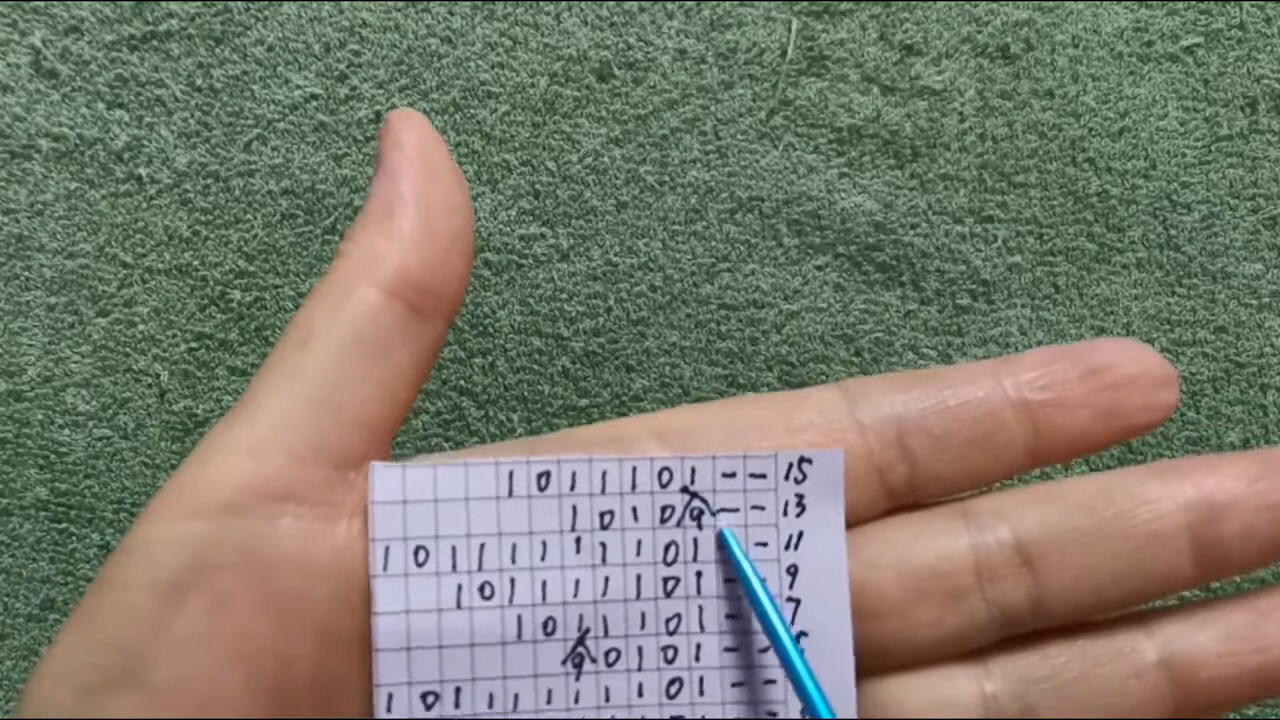 1 0 1 1 1 0 1 - - 15
1 0 1 0 9 - - 13
1 0 1 1 1 1 1 1 1 0 1 - 11
1 0 1 1 1 1 1 0 1 - - 9
1 0 1 1 1 0 1 - 7
9 0 1 0 1 - -
1 0 1 1 1 1 1 1 1 0 1 - -